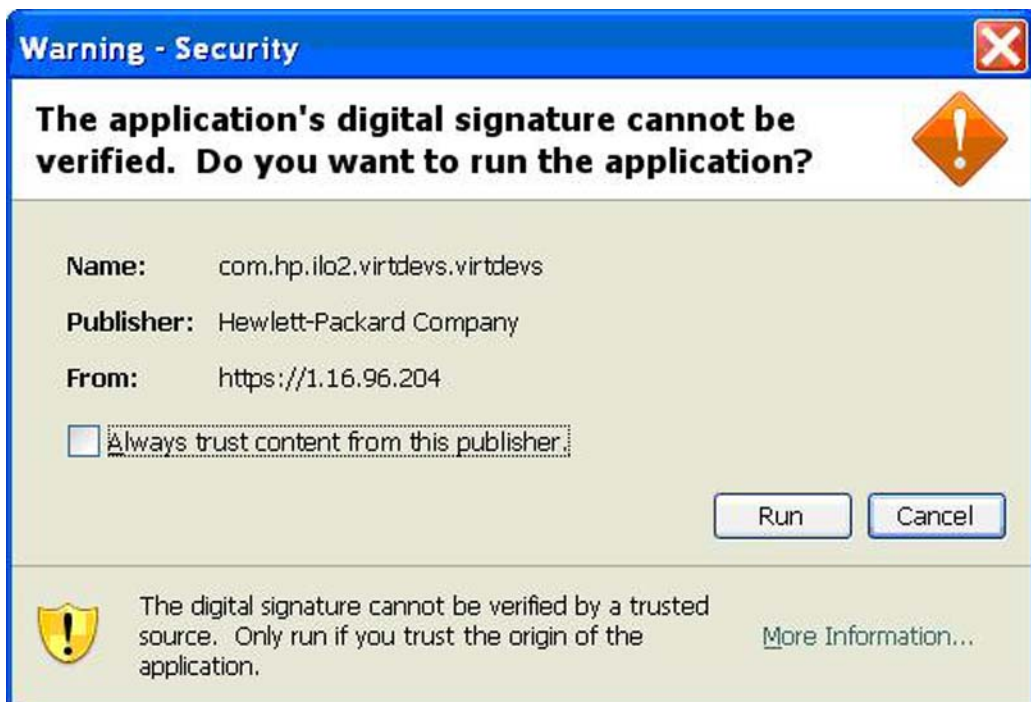 Warning - Security
The application's digital signature cannot be
verified. Do you want to run the application?
Name: com.hp.ilo2.virtdevs.virtdevs
Publisher: Hewlett-Packard Company
From: https://1.16.96.204
Always trust content from this publisher.
Run Cancel
The digital signature cannot be verified by a trusted
source. Only run if you trust the origin of the
application.
More Information...